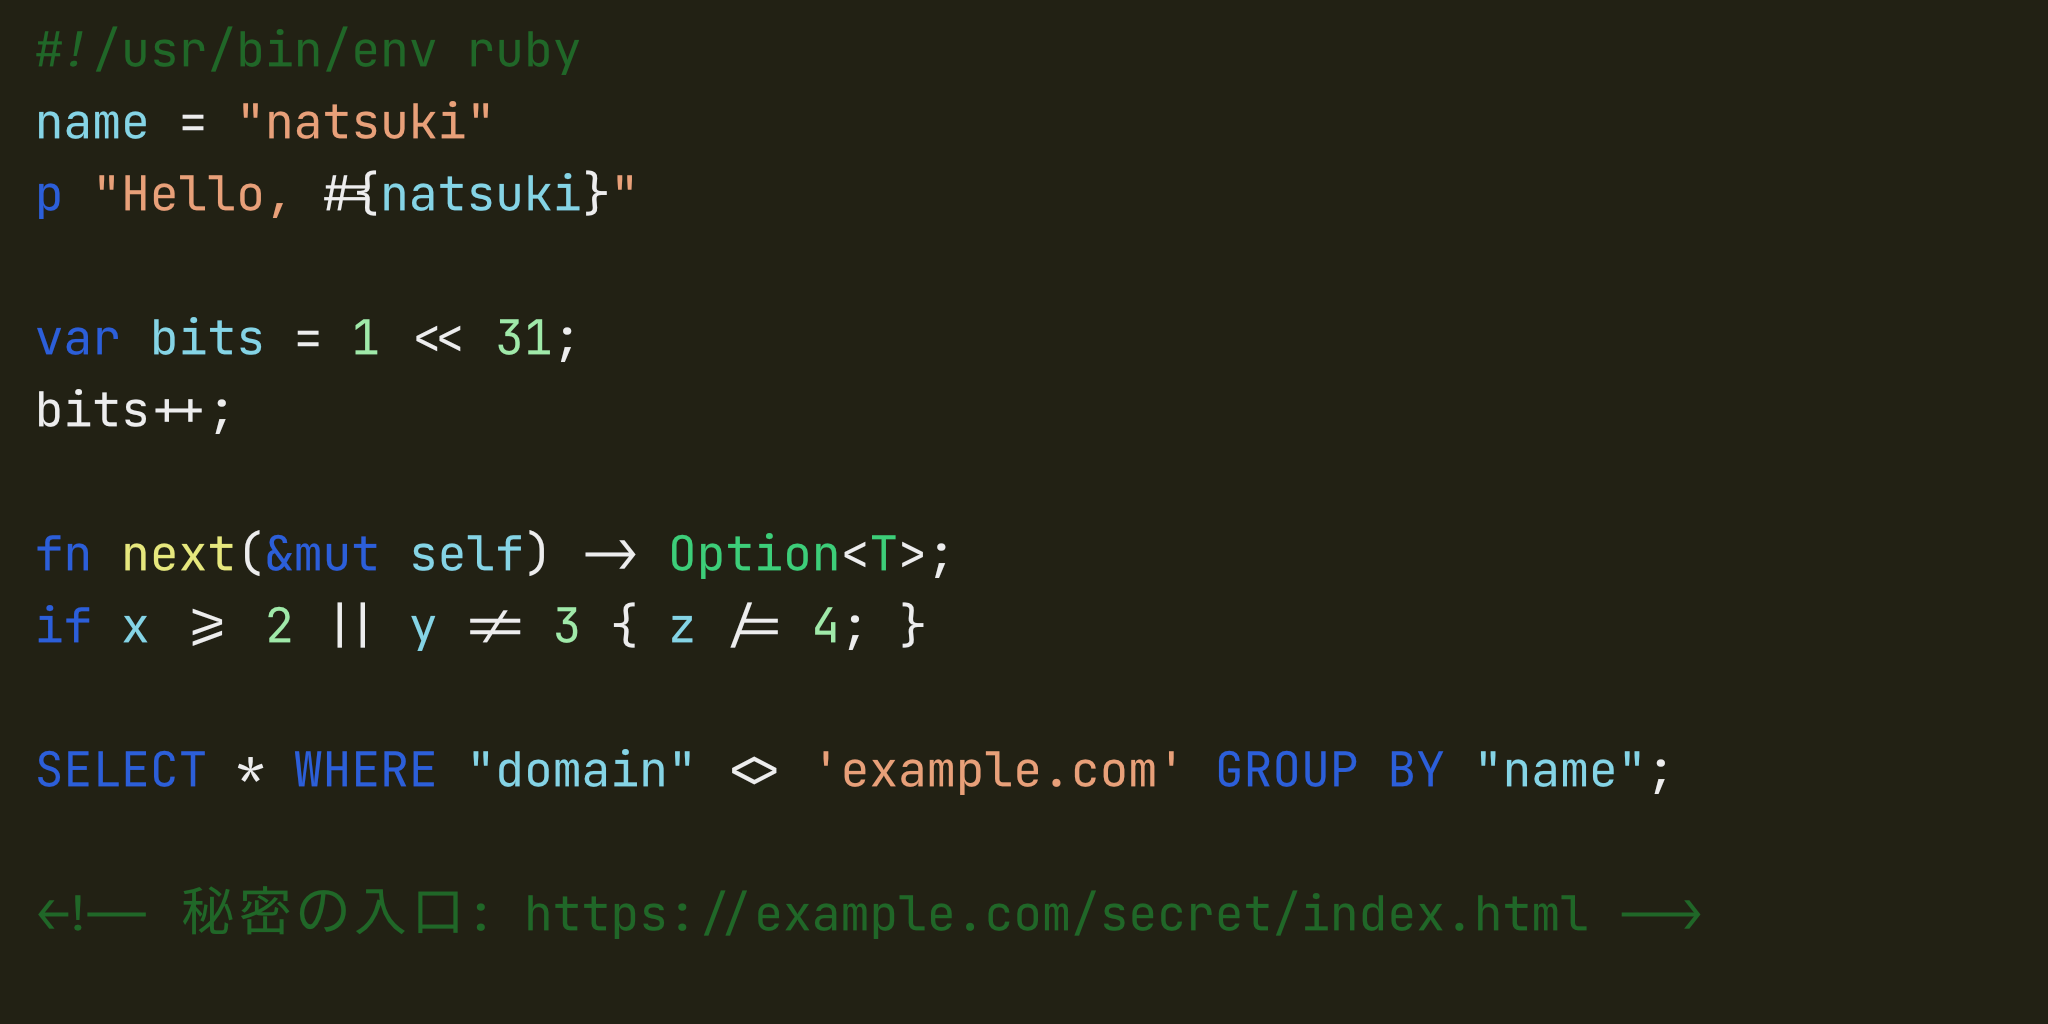 #!/usr/bin/env ruby
name = "natsuki"
p "Hello, #{natsuki}"
var bits = 1 << 31;
bits++;
fn next(&mut self) -> Option<T>;
if x >= 2 || y != 3 { z /= 4; }
SELECT * WHERE "domain" <> 'example.com' GROUP BY "name";
<!-- 秘密の入口: https://example.com/secret/index.html -->